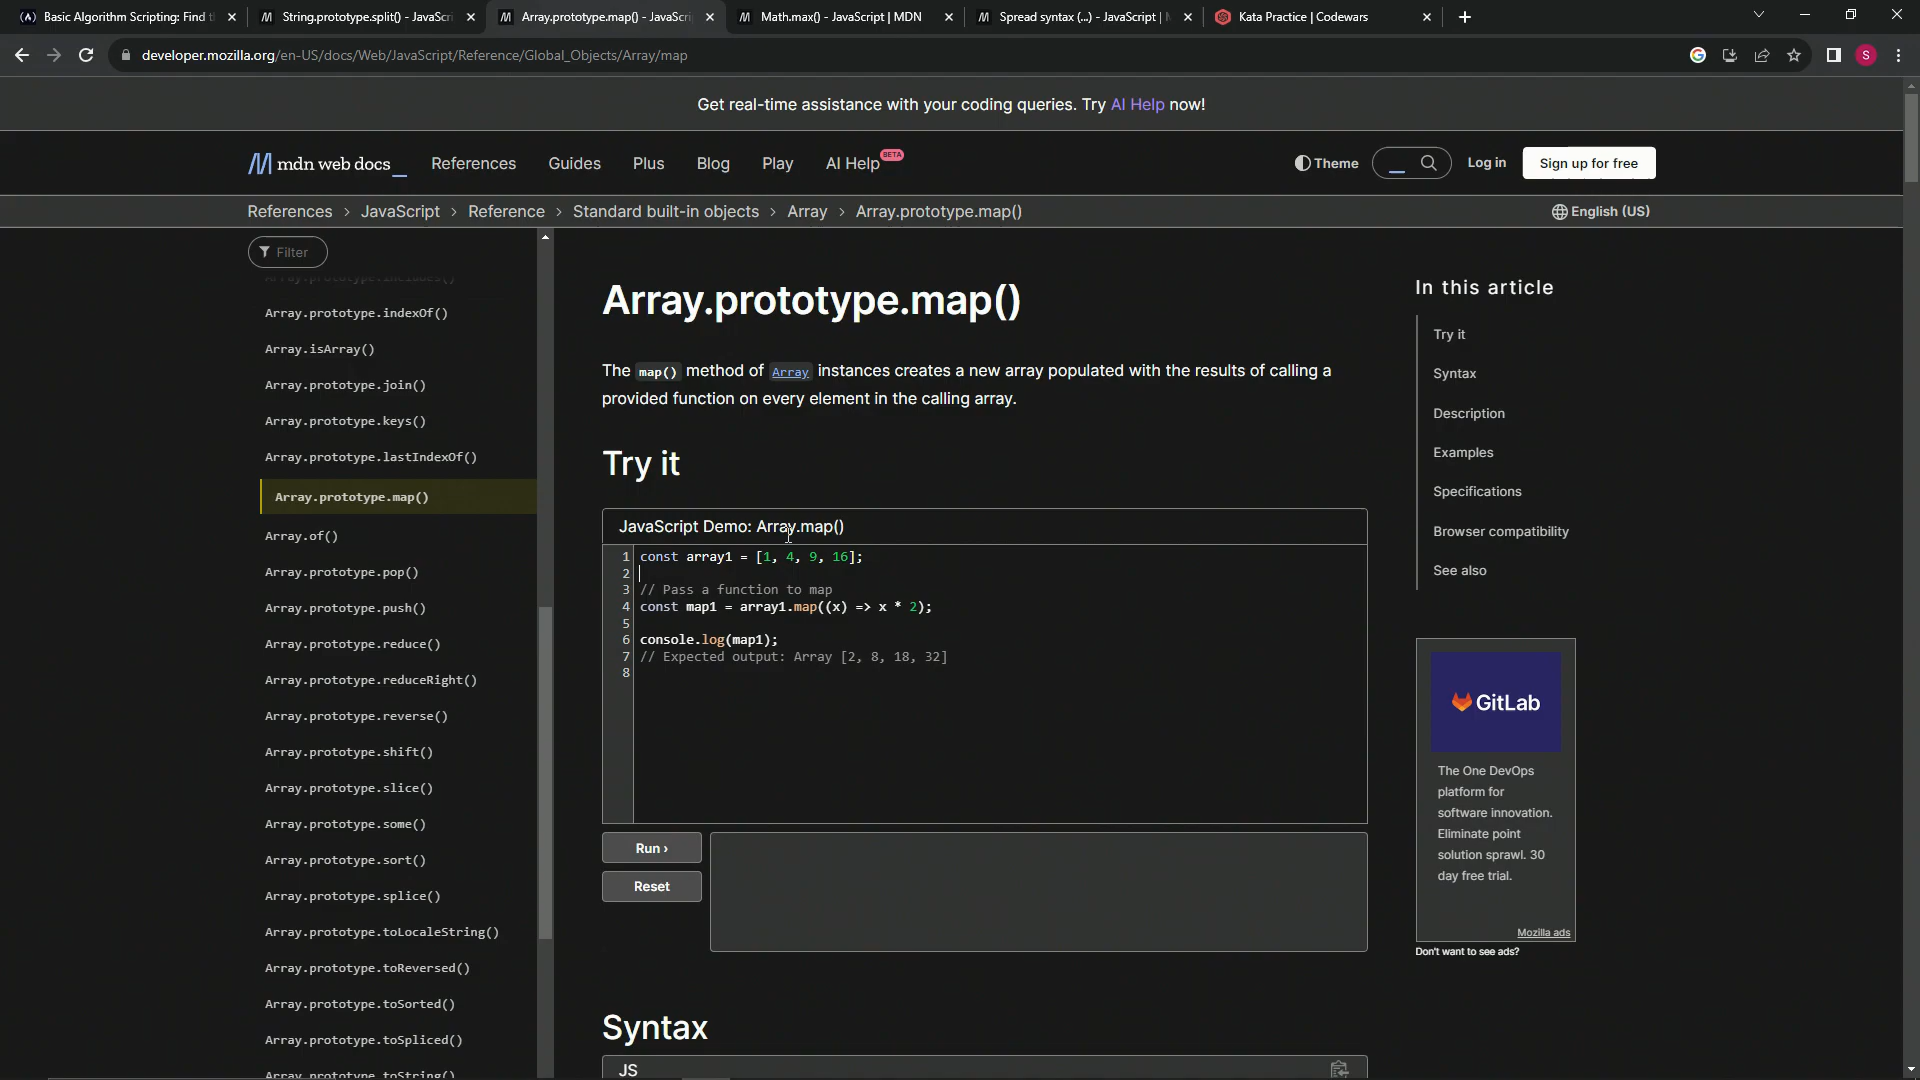 Basic Algorithm Scripting: Find t
String.prototype.split() - JavaScri
Array.prototype.map() - JavaScri
Math.max() - JavaScript | MDN
Spread syntax (...) - JavaScript |
Kata Practice | Codewars
developer.mozilla.org/en-US/docs/Web/JavaScript/Reference/Global_Objects/Array/map
S
Get real-time assistance with your coding queries. Try AI Help now!
mdn web docs_
References
Guides
Plus
Blog
Play
AI Help BETA
Theme
Log in
Sign up for free
References > JavaScript > Reference > Standard built-in objects > Array > Array.prototype.map()
English (US)
Filter
Array.prototype.includes()
Array.prototype.indexOf()
Array.isArray()
Array.prototype.join()
Array.prototype.keys()
Array.prototype.lastIndexOf()
Array.prototype.map()
Array.of()
Array.prototype.pop()
Array.prototype.push()
Array.prototype.reduce()
Array.prototype.reduceRight()
Array.prototype.reverse()
Array.prototype.shift()
Array.prototype.slice()
Array.prototype.some()
Array.prototype.sort()
Array.prototype.splice()
Array.prototype.toLocaleString()
Array.prototype.toReversed()
Array.prototype.toSorted()
Array.prototype.toSpliced()
Array.prototype.toString()
Array.prototype.map()
The map() method of Array instances creates a new array populated with the results of calling a
provided function on every element in the calling array.
Try it
JavaScript Demo: Array.map()
1 const array1 = [1, 4, 9, 16];
2
3 // Pass a function to map
4 const map1 = array1.map((x) => x * 2);
5
6 console.log(map1);
7 // Expected output: Array [2, 8, 18, 32]
8
Run ›
Reset
Syntax
JS
In this article
Try it
Syntax
Description
Examples
Specifications
Browser compatibility
See also
GitLab
The One DevOps
platform for
software innovation.
Eliminate point
solution sprawl. 30
day free trial.
Mozilla ads
Don't want to see ads?